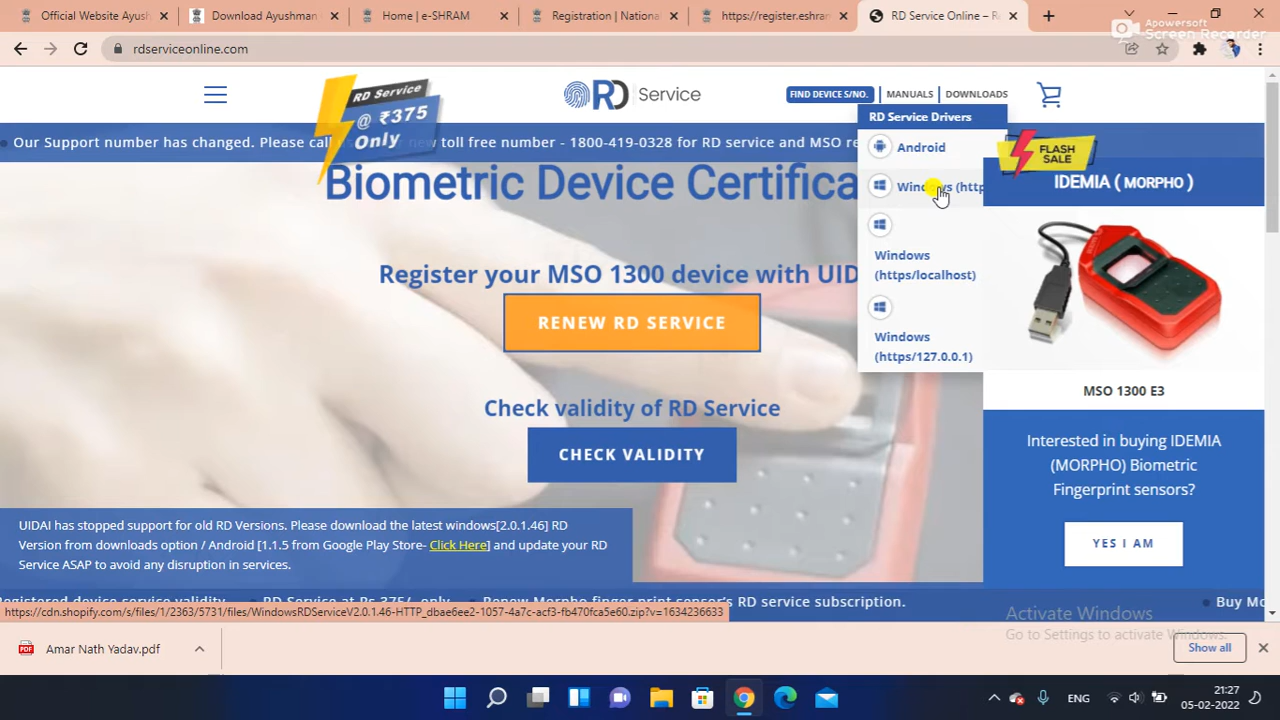 Official Website Ayush
Download Ayushman
Home | e-SHRAM
Registration | Nationa
https://register.eshram
RD Service Online – R
Apowersoft
Screen Recorder
rdserviceonline.com
RD Service
@ ₹375
Only
RD Service
FIND DEVICE S/NO.
MANUALS
DOWNLOADS
RD Service Drivers
Our Support number has changed. Please call
new toll free number - 1800-419-0328 for RD service and MSO re
Android
FLASH
SALE
IDEMIA ( MORPHO )
Biometric Device Certifica
Windows (http
Windows
(https/localhost)
Register your MSO 1300 device with UID
RENEW RD SERVICE
Windows
(https/127.0.0.1)
MSO 1300 E3
Check validity of RD Service
CHECK VALIDITY
Interested in buying IDEMIA
(MORPHO) Biometric
Fingerprint sensors?
YES I AM
UIDAI has stopped support for old RD Versions. Please download the latest windows[2.0.1.46] RD
Version from downloads option / Android [1.1.5 from Google Play Store- Click Here] and update your RD
Service ASAP to avoid any disruption in services.
Registered device service validity
RD Service at Rs 375/- only
Renew Morpho finger print sensor's RD service subscription.
Buy Mo
https://cdn.shopify.com/s/files/1/2363/5731/files/WindowsRDServiceV2.0.1.46-HTTP_dbae6ee2-1057-4a7c-acf3-fb470fca5e60.zip?v=1634236633
Activate Windows
Go to Settings to activate Windows.
Amar Nath Yadav.pdf
Show all
ENG
21:27
05-02-2022